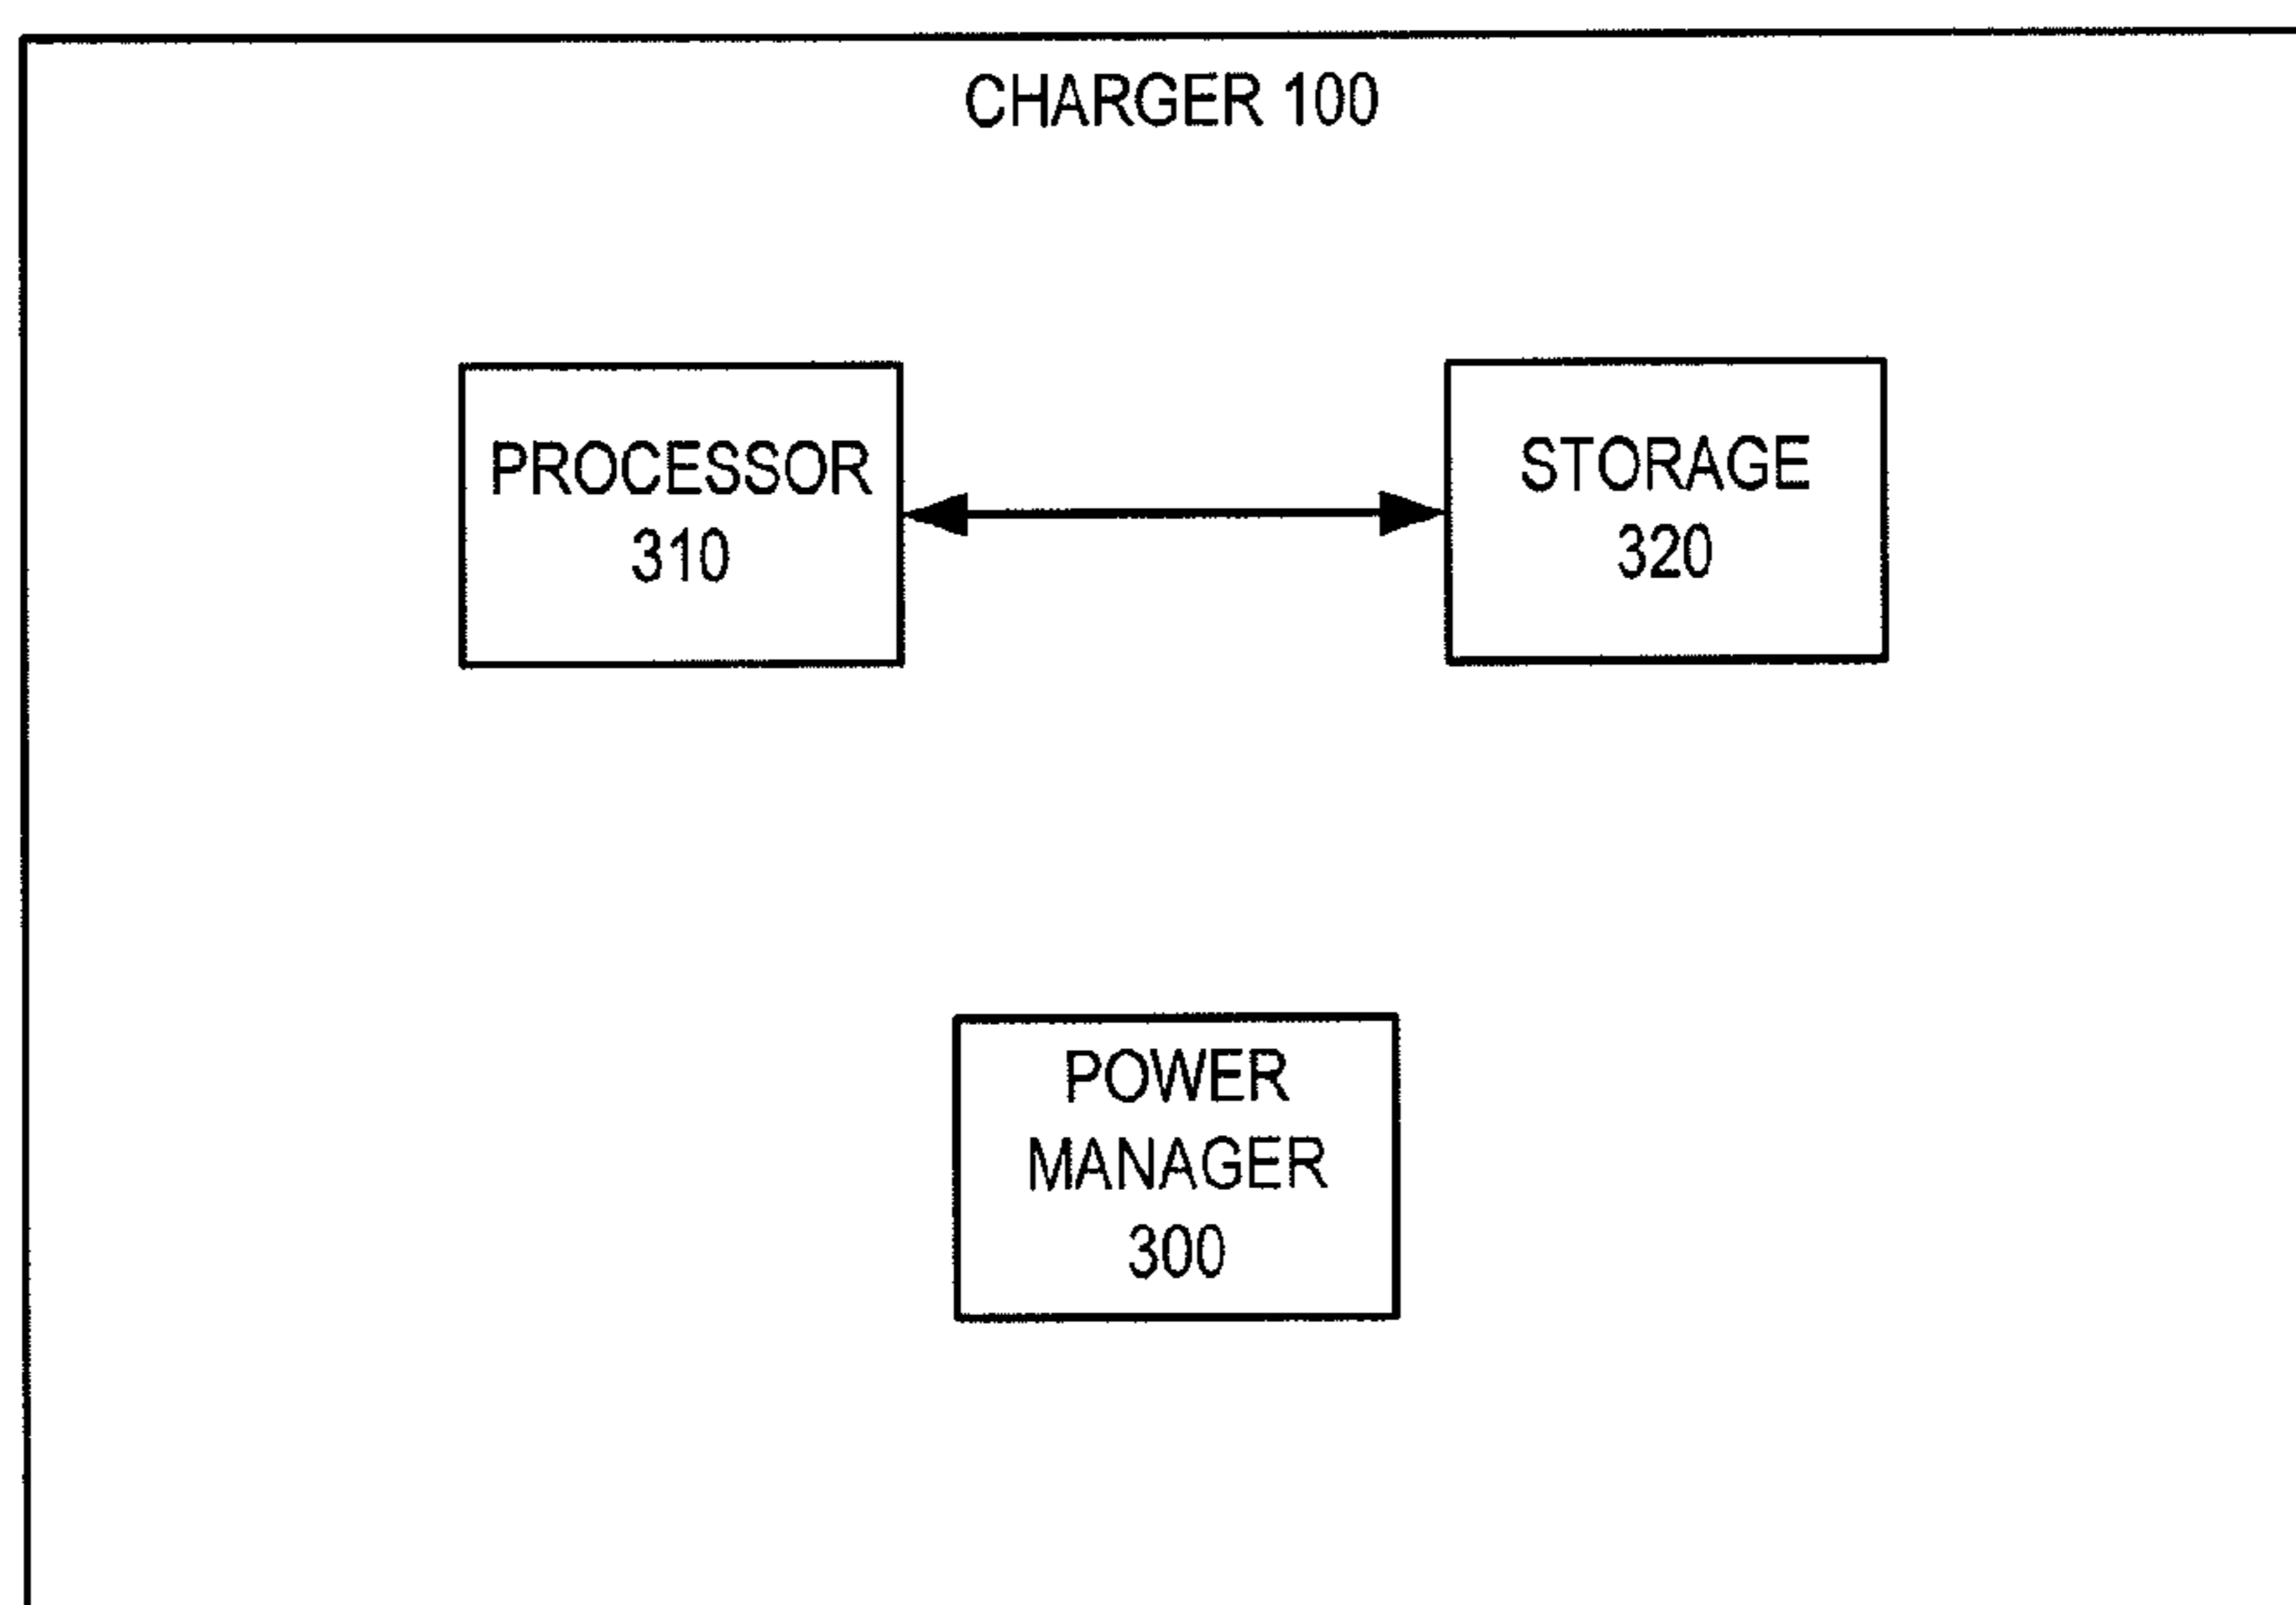 CHARGER 100
PROCESSOR
310
STORAGE
320
POWER
MANAGER
300